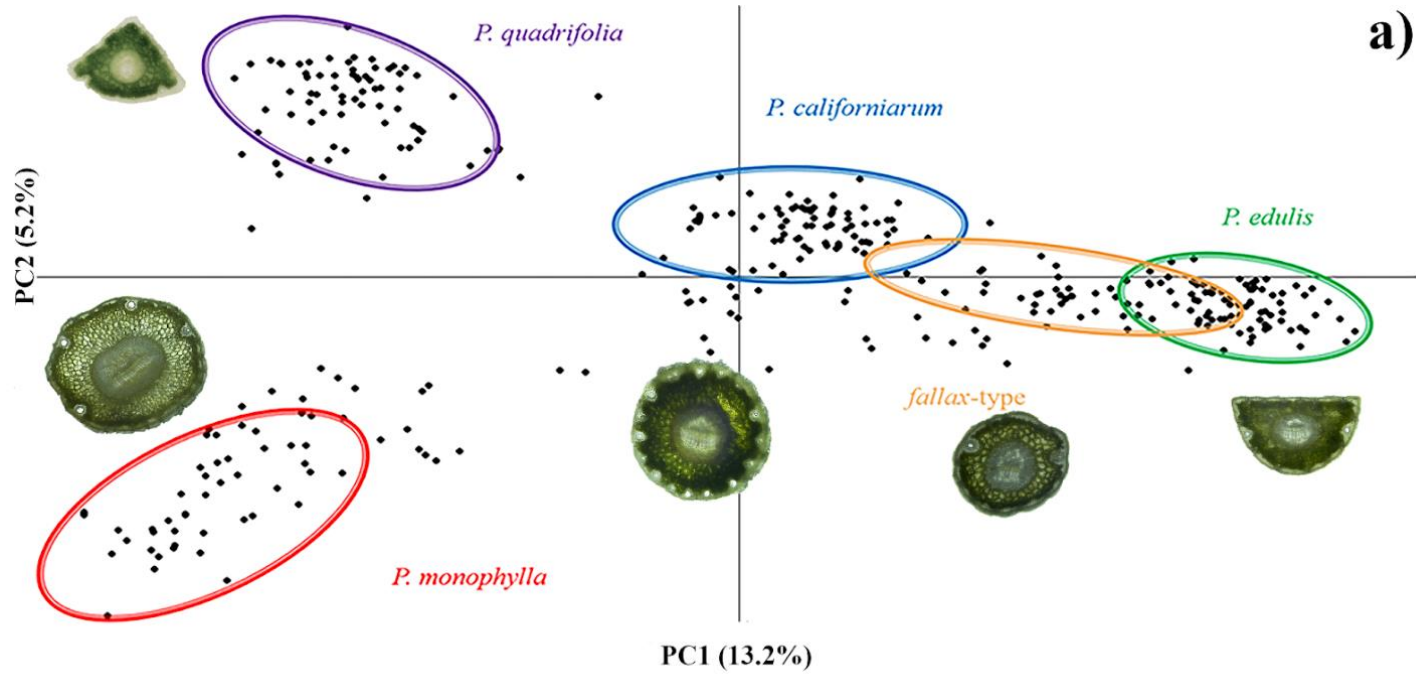 a)
P. quadrifolia
P. californiarum
P. edulis
PC2 (5.2%)
fallax-type
P. monophylla
PC1 (13.2%)